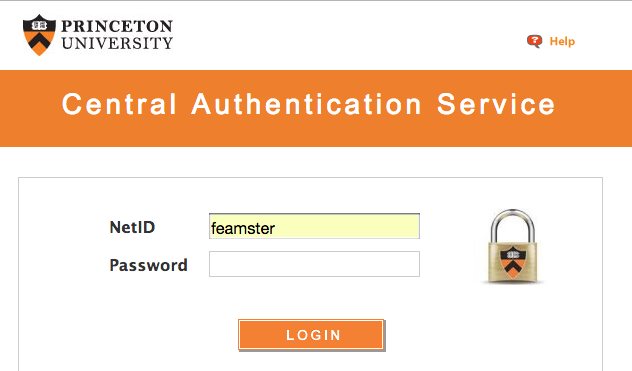 PRINCETON
UNIVERSITY
Help
Central Authentication Service
NetID
feamster
Password
LOGIN